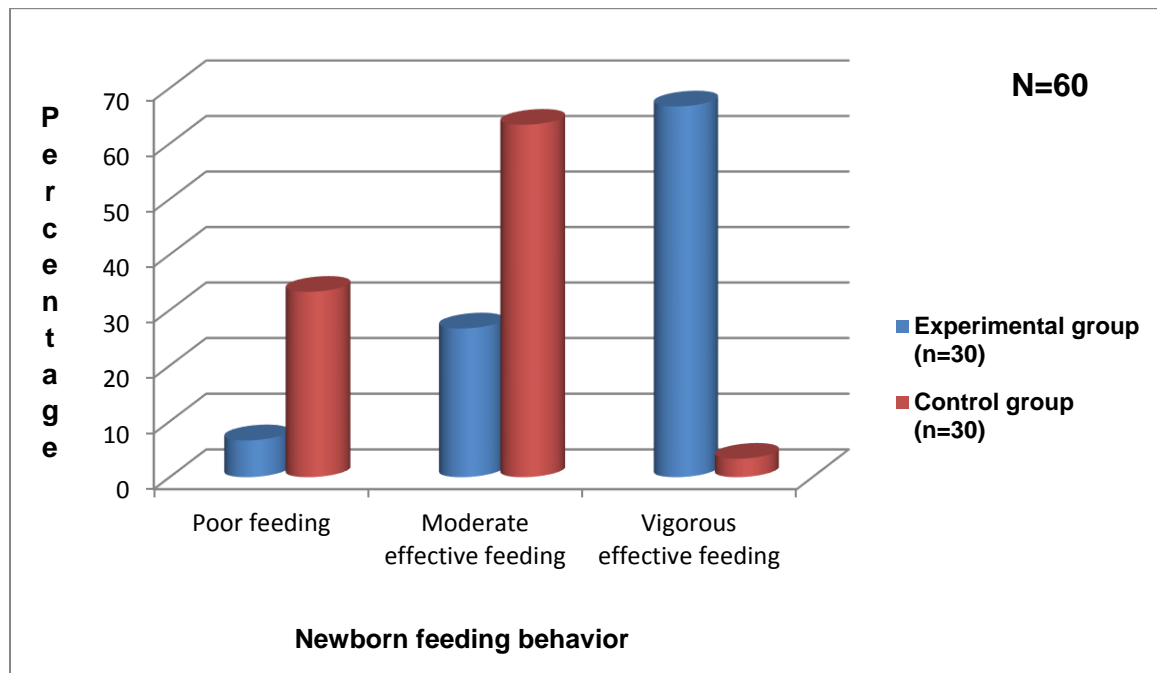 N=60
Percentage
70
60
50
40
30
20
10
0
Poor feeding
Moderate
effective feeding
Vigorous
effective feeding
Newborn feeding behavior
Experimental group
(n=30)
Control group
(n=30)